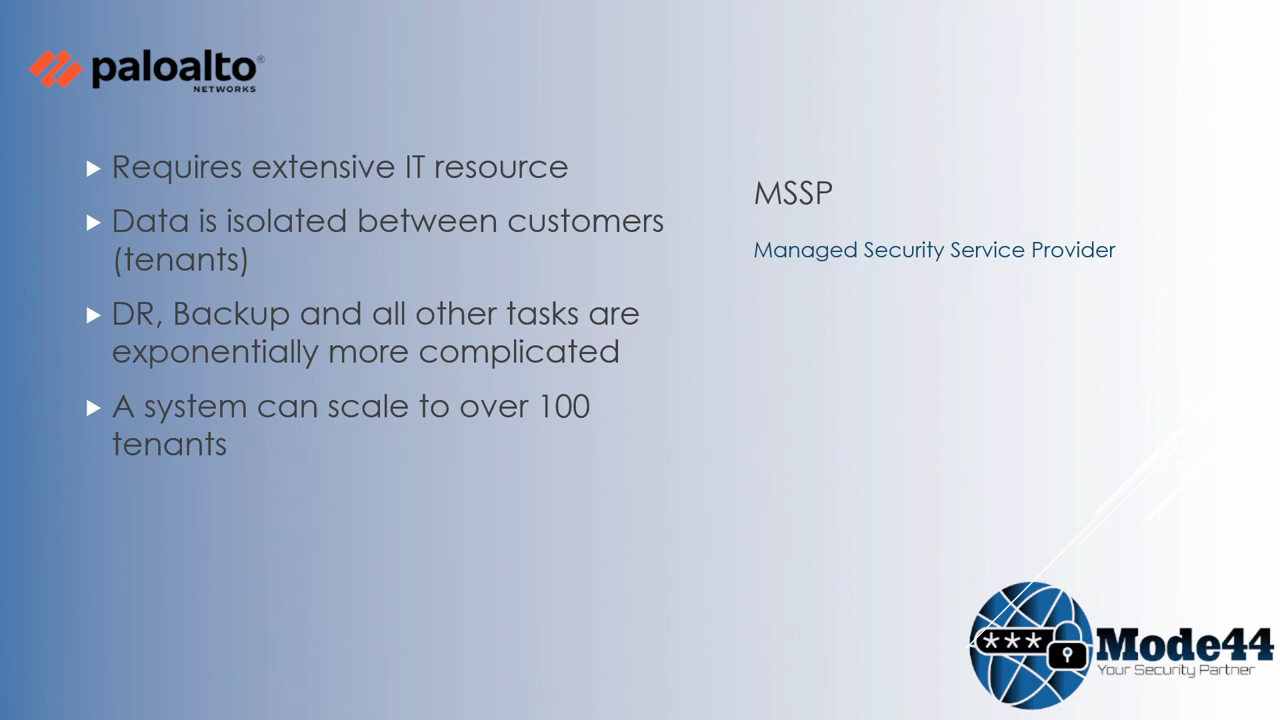 paloalto®
NETWORKS
Requires extensive IT resource
Data is isolated between customers
(tenants)
DR, Backup and all other tasks are
exponentially more complicated
A system can scale to over 100
tenants
MSSP
Managed Security Service Provider
***
Mode44
Your Security Partner